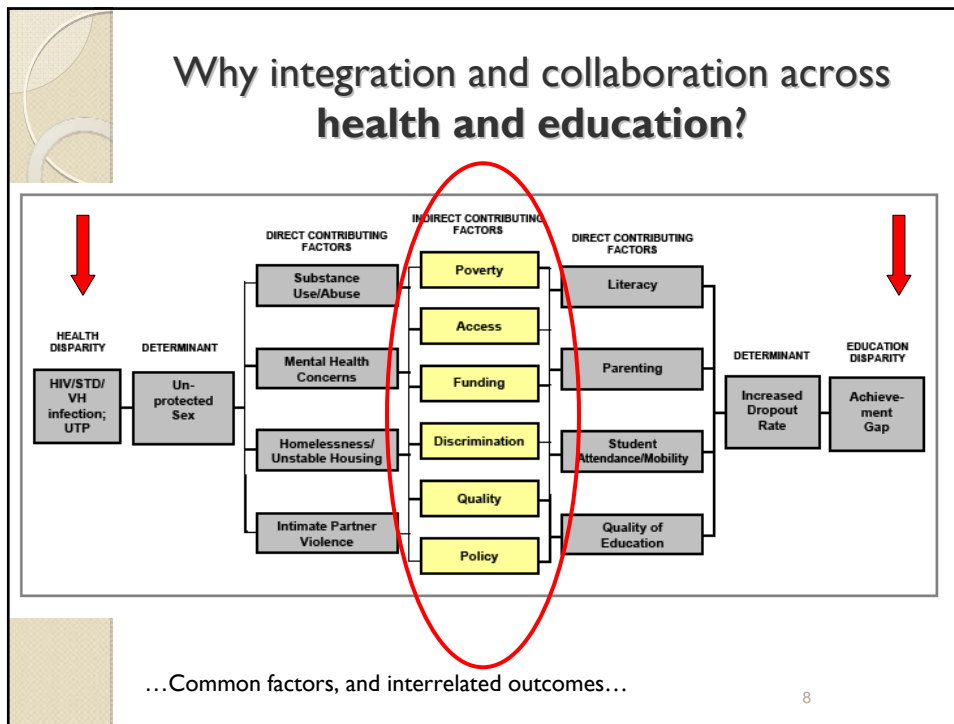 Why integration and collaboration across
health and education?
HEALTH
DISPARITY
HIV/STD/
VH
infection;
UTP
DETERMINANT
Un-
protected
Sex
DIRECT CONTRIBUTING
FACTORS
Substance
Use/Abuse
Mental Health
Concerns
Homelessness/
Unstable Housing
Intimate Partner
Violence
INDIRECT CONTRIBUTING
FACTORS
Poverty
Access
Funding
Discrimination
Quality
Policy
DIRECT CONTRIBUTING
FACTORS
Literacy
Parenting
Student
Attendance/Mobility
Quality of
Education
DETERMINANT
Increased
Dropout
Rate
EDUCATION
DISPARITY
Achieve-
ment
Gap
…Common factors, and interrelated outcomes…
8